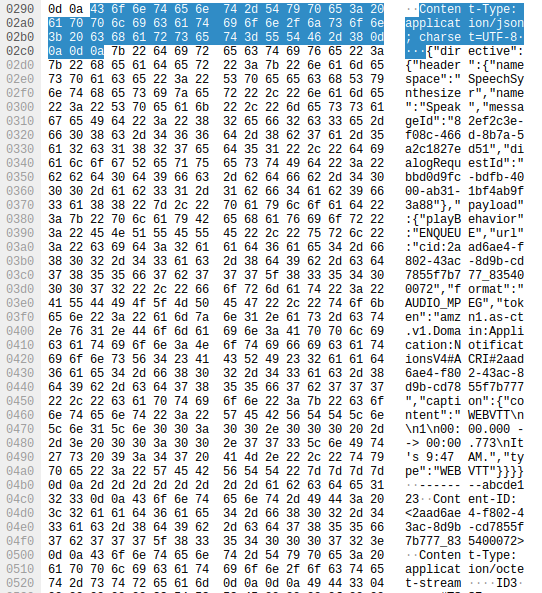 0290 0d 0a 43 6f 6e 74 65 6e 74 2d 54 79 70 65 3a 20 ··Conten t-Type:
02a0 61 70 70 6c 69 63 61 74 69 6f 6e 2f 6a 73 6f 6e applicat ion/json
02b0 3b 20 63 68 61 72 73 65 74 3d 55 54 46 2d 38 0d ; charse t=UTF-8·
02c0 0a 0d 0a 7b 22 64 69 72 65 63 74 69 76 65 22 3a ···{"dir ective":
02d0 7b 22 68 65 61 64 65 72 22 3a 7b 22 6e 61 6d 65 {"header ":{"name
02e0 73 70 61 63 65 22 3a 22 53 70 65 65 63 68 53 79 space":" SpeechSy
02f0 6e 74 68 65 73 69 7a 65 72 22 2c 22 6e 61 6d 65 nthesize r","name
0300 22 3a 22 53 70 65 61 6b 22 2c 22 6d 65 73 73 61 ":"Speak ","messa
0310 67 65 49 64 22 3a 22 38 32 65 66 32 63 33 65 2d geId":"8 2ef2c3e-
0320 66 30 38 63 2d 34 36 36 64 2d 38 62 37 61 2d 35 f08c-466 d-8b7a-5
0330 61 32 63 31 38 32 37 65 64 35 31 22 2c 22 64 69 a2c1827e d51","di
0340 61 6c 6f 67 52 65 71 75 65 73 74 49 64 22 3a 22 alogRequ estId":"
0350 62 62 64 30 64 39 66 63 2d 62 64 66 62 2d 34 30 bbd0d9fc -bdfb-40
0360 30 30 2d 61 62 33 31 2d 31 62 66 34 61 62 39 66 00-ab31- 1bf4ab9f
0370 33 61 38 38 22 7d 2c 22 70 61 79 6c 6f 61 64 22 3a88"}," payload"
0380 3a 7b 22 70 6c 61 79 42 65 68 61 76 69 6f 72 22 :{"playB ehavior"
0390 3a 22 45 4e 51 55 45 55 45 22 2c 22 75 72 6c 22 :"ENQUEU E","url"
03a0 3a 22 63 69 64 3a 32 61 61 64 36 61 65 34 2d 66 :"cid:2a ad6ae4-f
03b0 38 30 32 2d 34 33 61 63 2d 38 64 39 62 2d 63 64 802-43ac -8d9b-cd
03c0 37 38 35 35 66 37 62 37 37 37 5f 38 33 35 34 30 7855f7b7 77_83540
03d0 30 30 37 32 22 2c 22 66 6f 72 6d 61 74 22 3a 22 0072","f ormat":"
03e0 41 55 44 49 4f 5f 4d 50 45 47 22 2c 22 74 6f 6b AUDIO_MP EG","tok
03f0 65 6e 22 3a 22 61 6d 7a 6e 31 2e 61 73 2d 63 74 en":"amz n1.as-ct
0400 2e 76 31 2e 44 6f 6d 61 69 6e 3a 41 70 70 6c 69 .v1.Doma in:Appli
0410 63 61 74 69 6f 6e 3a 4e 6f 74 69 66 69 63 61 74 cation:N otificat
0420 69 6f 6e 73 56 34 23 41 43 52 49 23 32 61 61 64 ionsV4#A CRI#2aad
0430 36 61 65 34 2d 66 38 30 32 2d 34 33 61 63 2d 38 6ae4-f80 2-43ac-8
0440 64 39 62 2d 63 64 37 38 35 35 66 37 62 37 37 37 d9b-cd78 55f7b777
0450 22 2c 22 63 61 70 74 69 6f 6e 22 3a 7b 22 63 6f ","capti on":{"co
0460 6e 74 65 6e 74 22 3a 22 57 45 42 56 54 54 5c 6e ntent":" WEBVTT\n
0470 5c 6e 31 5c 6e 30 30 3a 30 30 2e 30 30 30 20 2d \n1\n00: 00.000 -
0480 2d 3e 20 30 30 3a 30 30 2e 37 37 33 5c 6e 49 74 -> 00:00 .773\nIt
0490 27 73 20 39 3a 34 37 20 41 4d 2e 22 2c 22 74 79 's 9:47 AM.","ty
04a0 70 65 22 3a 22 57 45 42 56 54 54 22 7d 7d 7d 7d pe":"WEB VTT"}}}}
04b0 0d 0a 2d 2d 2d 2d 2d 2d 2d 2d 61 62 63 64 65 31 ··------ --abcde1
04c0 32 33 0d 0a 43 6f 6e 74 65 6e 74 2d 49 44 3a 20 23··Cont ent-ID:
04d0 3c 32 61 61 64 36 61 65 34 2d 66 38 30 32 2d 34 <2aad6ae 4-f802-4
04e0 33 61 63 2d 38 64 39 62 2d 63 64 37 38 35 35 66 3ac-8d9b -cd7855f
04f0 37 62 37 37 37 5f 38 33 35 34 30 30 30 37 32 3e 7b777_83 5400072>
0500 0d 0a 43 6f 6e 74 65 6e 74 2d 54 79 70 65 3a 20 ··Conten t-Type:
0510 61 70 70 6c 69 63 61 74 69 6f 6e 2f 6f 63 74 65 applicat ion/octe
0520 74 2d 73 74 72 65 61 6d 0d 0a 0d 0a 49 44 33 04 t-stream ····ID3·